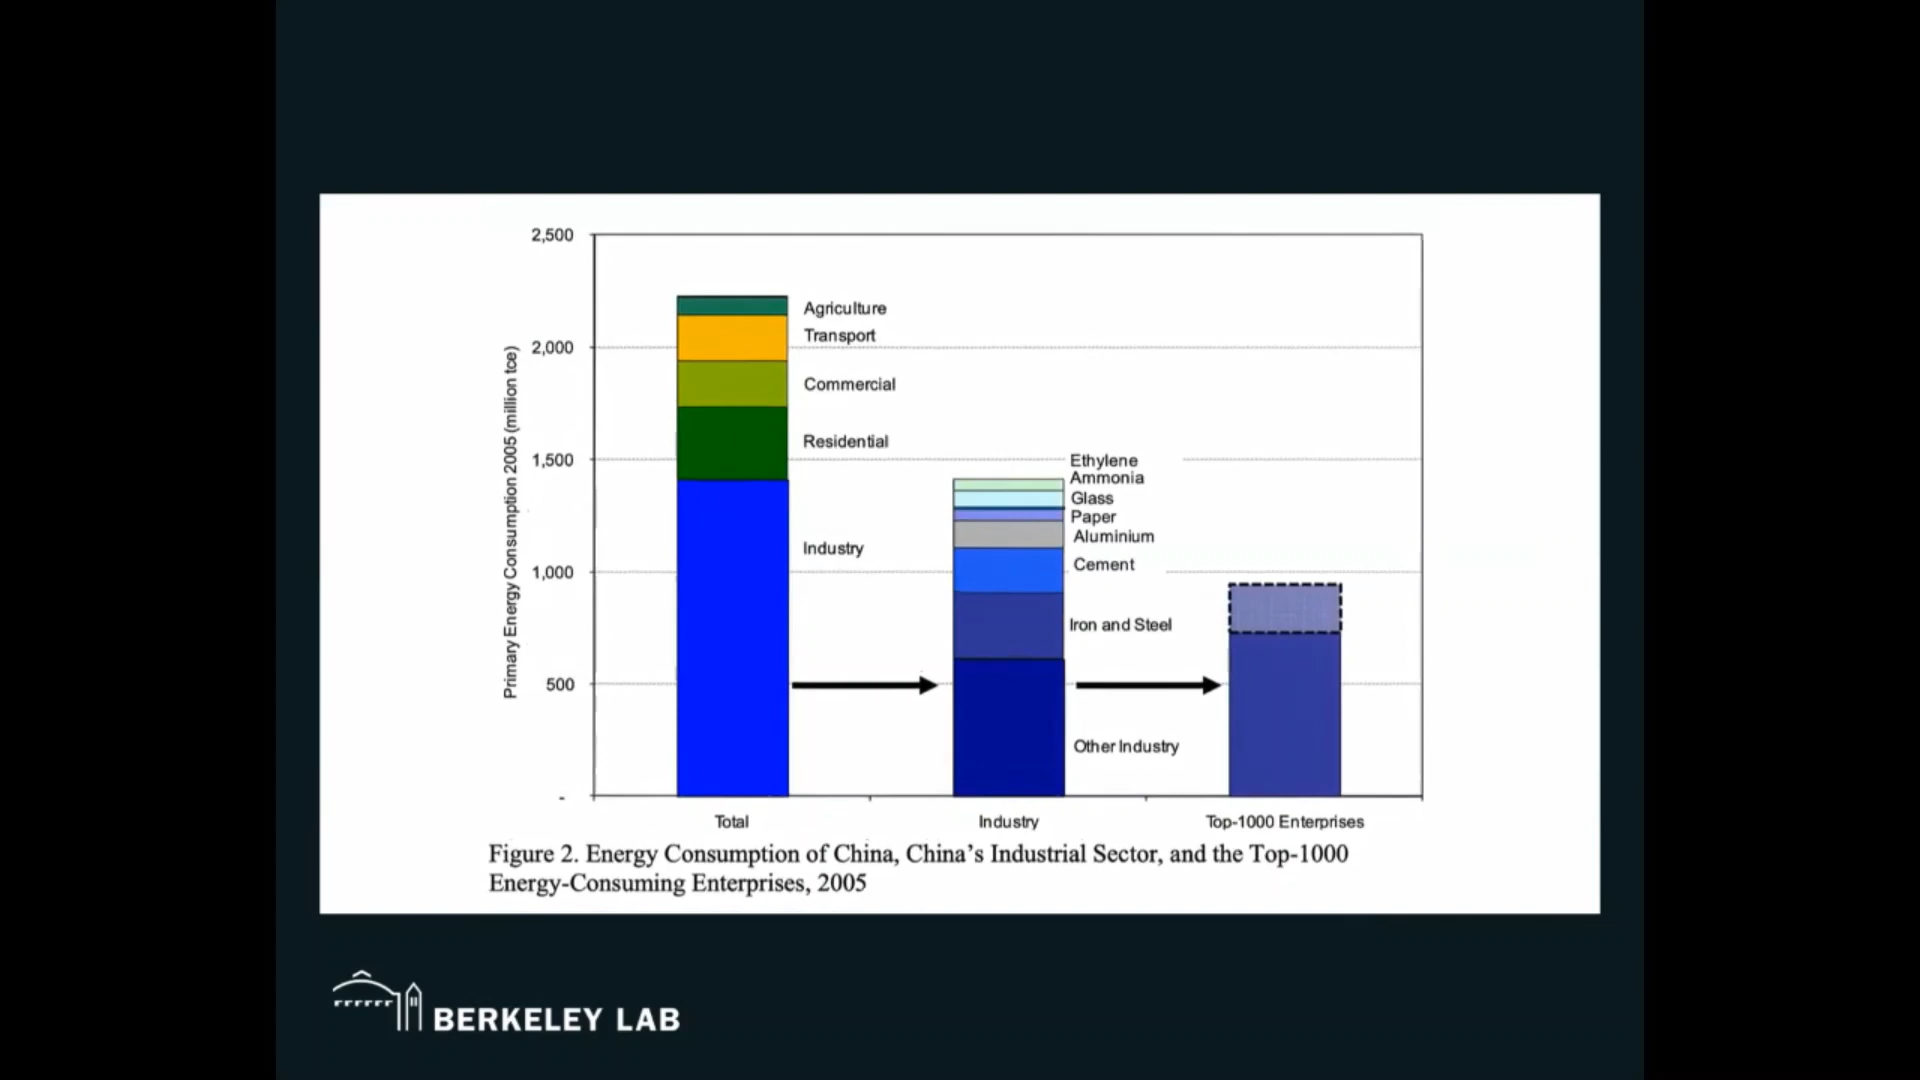 2,500
2,000
1,500
1,000
500
-
Primary Energy Consumption 2005 (million toe)
Agriculture
Transport
Commercial
Residential
Industry
Ethylene
Ammonia
Glass
Paper
Aluminium
Cement
Iron and Steel
Other Industry
Total
Industry
Top-1000 Enterprises
Figure 2. Energy Consumption of China, China's Industrial Sector, and the Top-1000
Energy-Consuming Enterprises, 2005
BERKELEY LAB